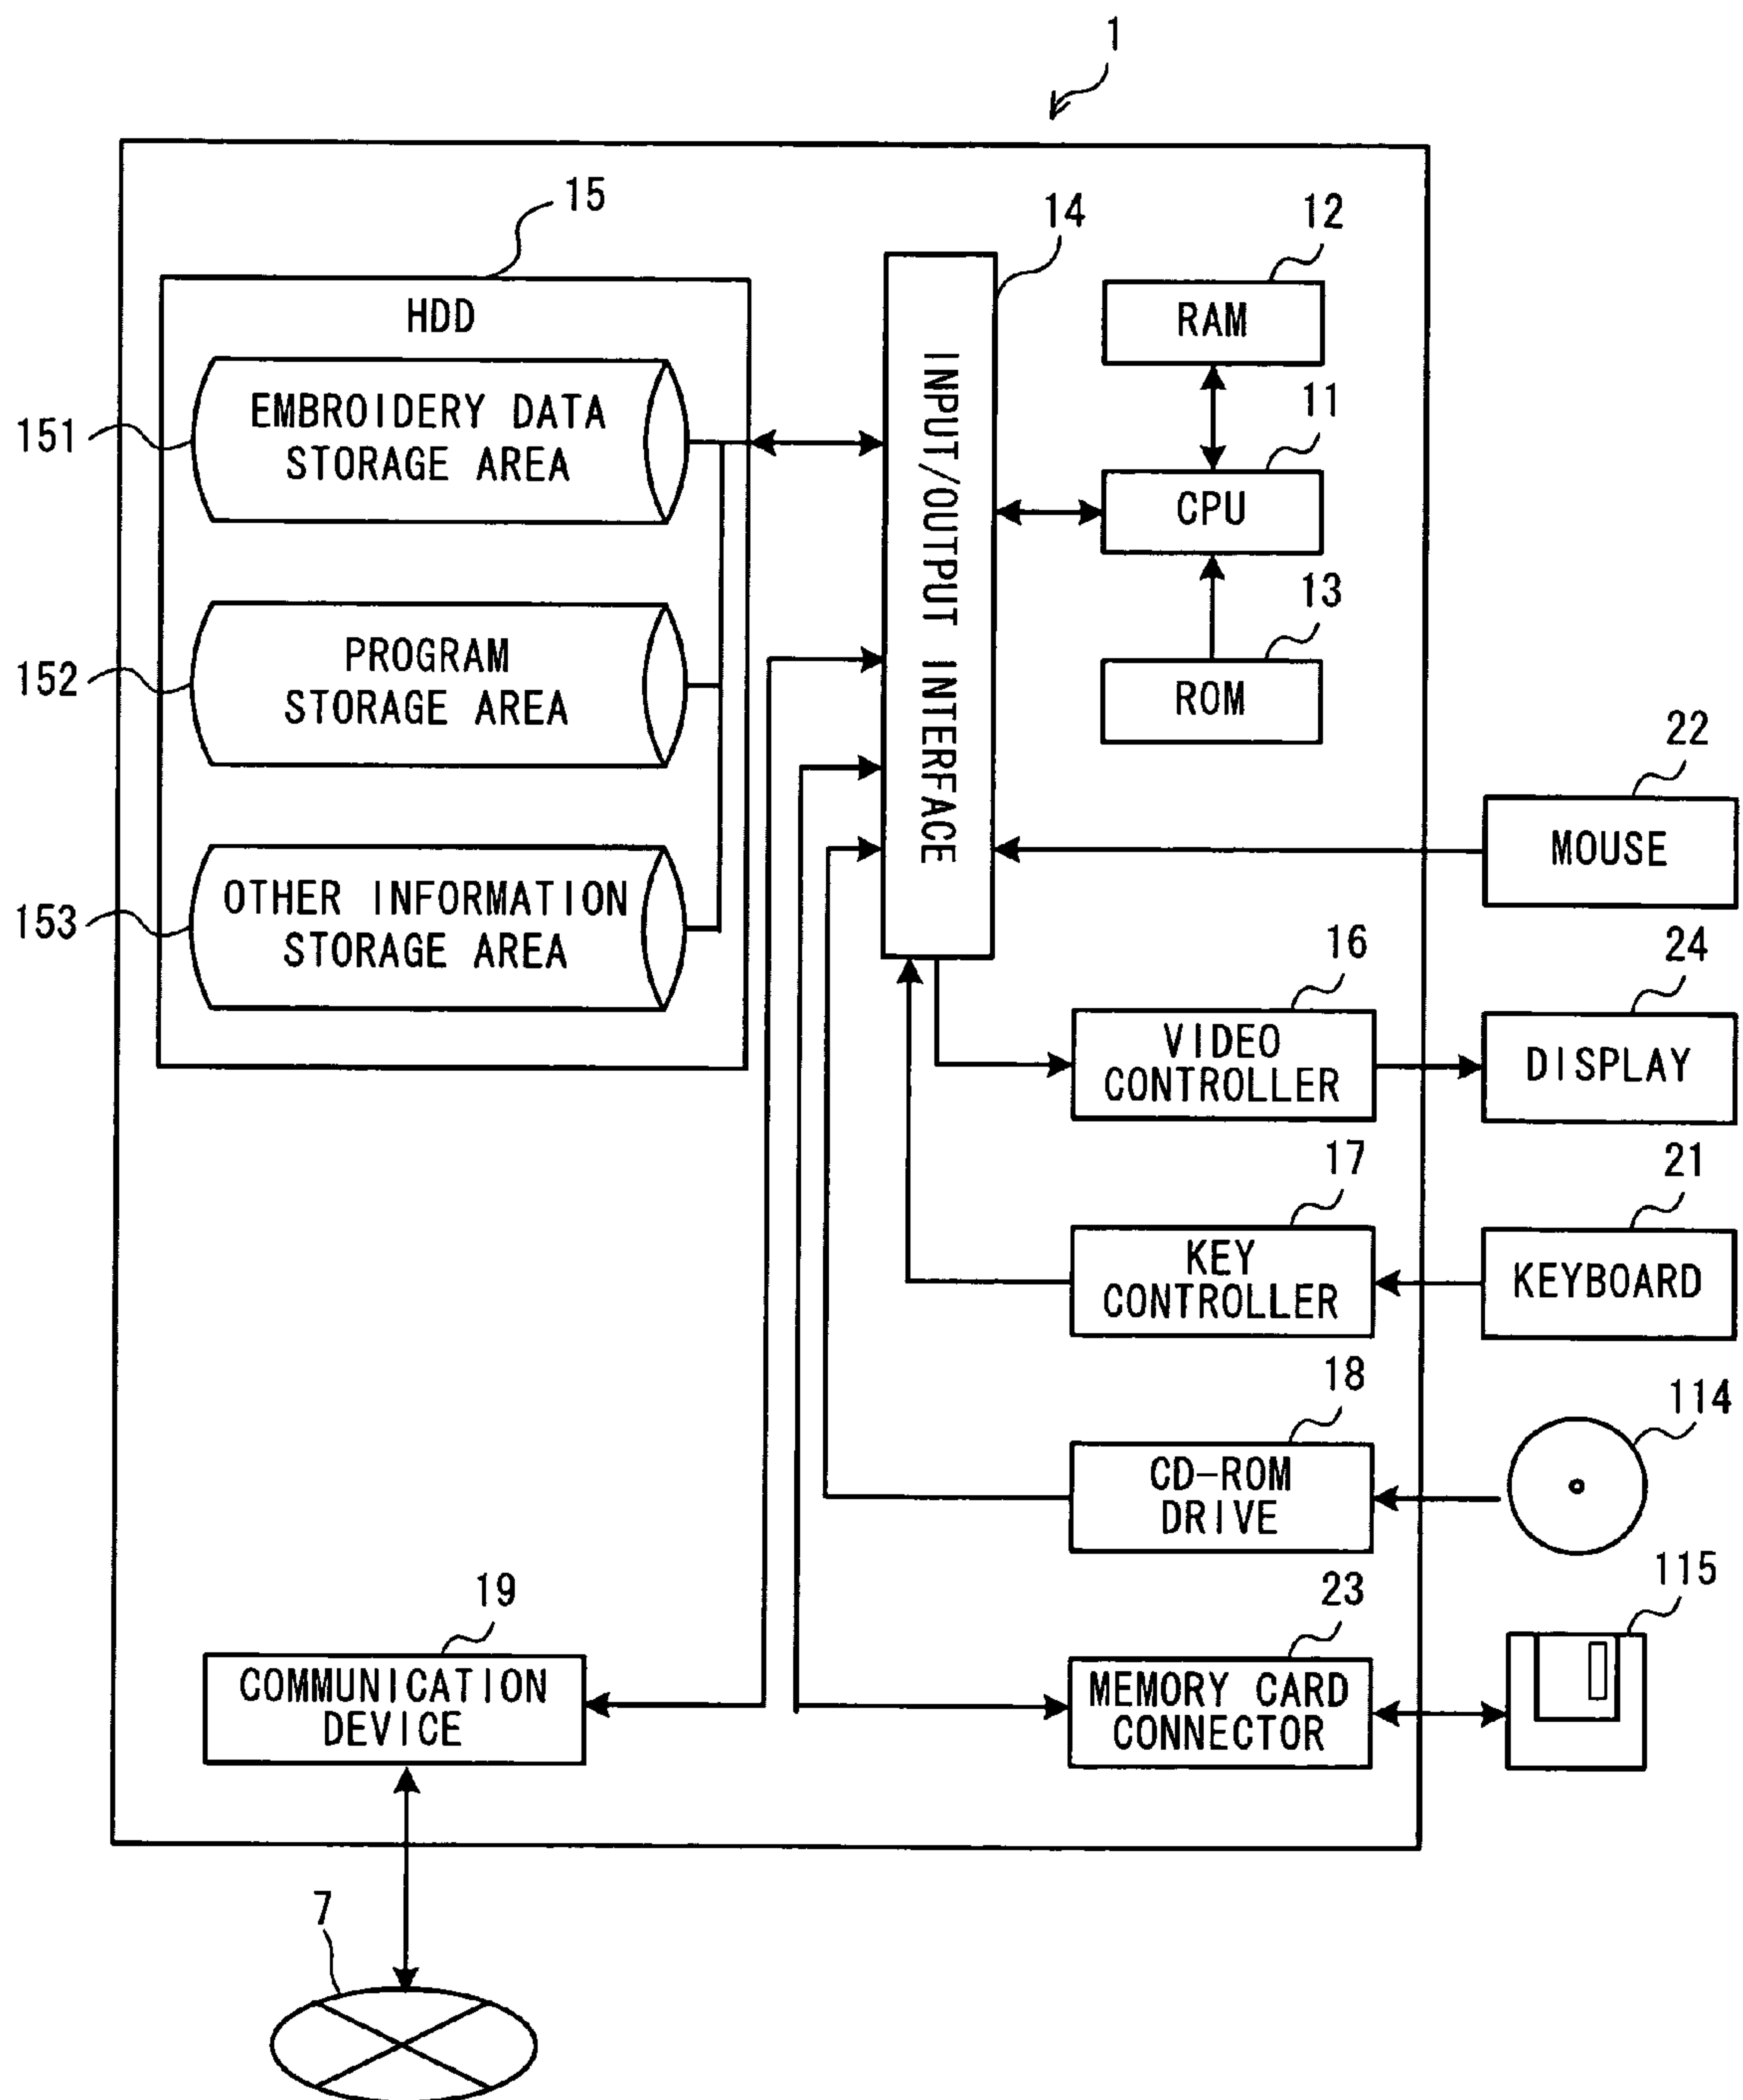 1
15
14
12
HDD
RAM
151
EMBROIDERY DATA
STORAGE AREA
INPUT/OUTPUT INTERFACE
11
CPU
152
PROGRAM
STORAGE AREA
13
ROM
22
MOUSE
153
OTHER INFORMATION
STORAGE AREA
16
24
VIDEO
CONTROLLER
DISPLAY
17
21
KEY
CONTROLLER
KEYBOARD
18
114
CD-ROM
DRIVE
19
23
115
COMMUNICATION
DEVICE
MEMORY CARD
CONNECTOR
7